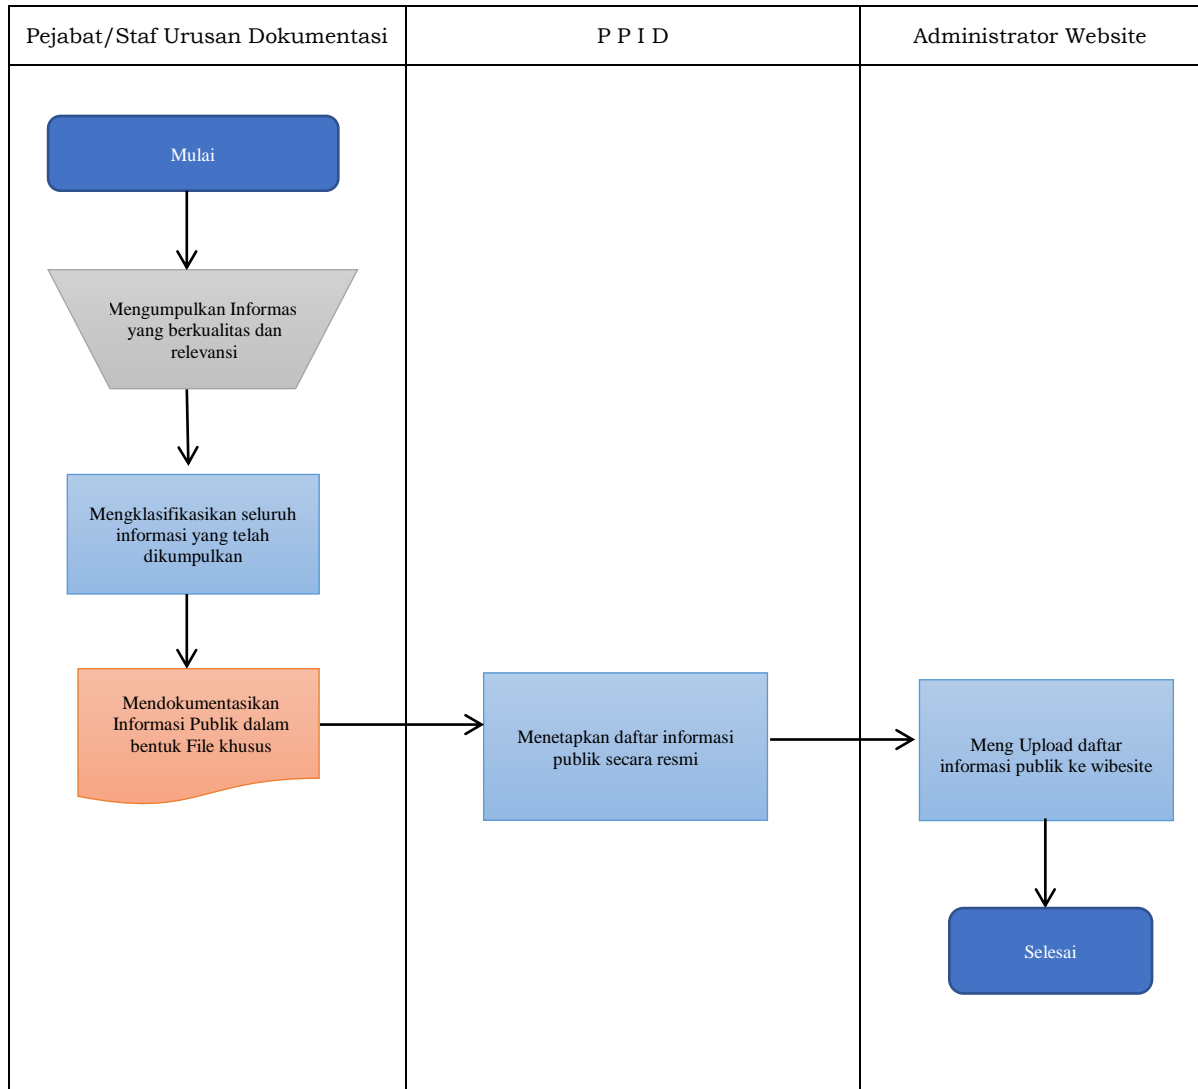 Pejabat/Staf Urusan Dokumentasi
P P I D
Administrator Website
Mulai
Mengumpulkan Informas
yang berkualitas dan
relevansi
Mengklasifikasikan seluruh
informasi yang telah
dikumpulkan
Mendokumentasikan
Informasi Publik dalam
bentuk File khusus
Menetapkan daftar informasi
publik secara resmi
Meng Upload daftar
informasi publik ke wibesite
Selesai